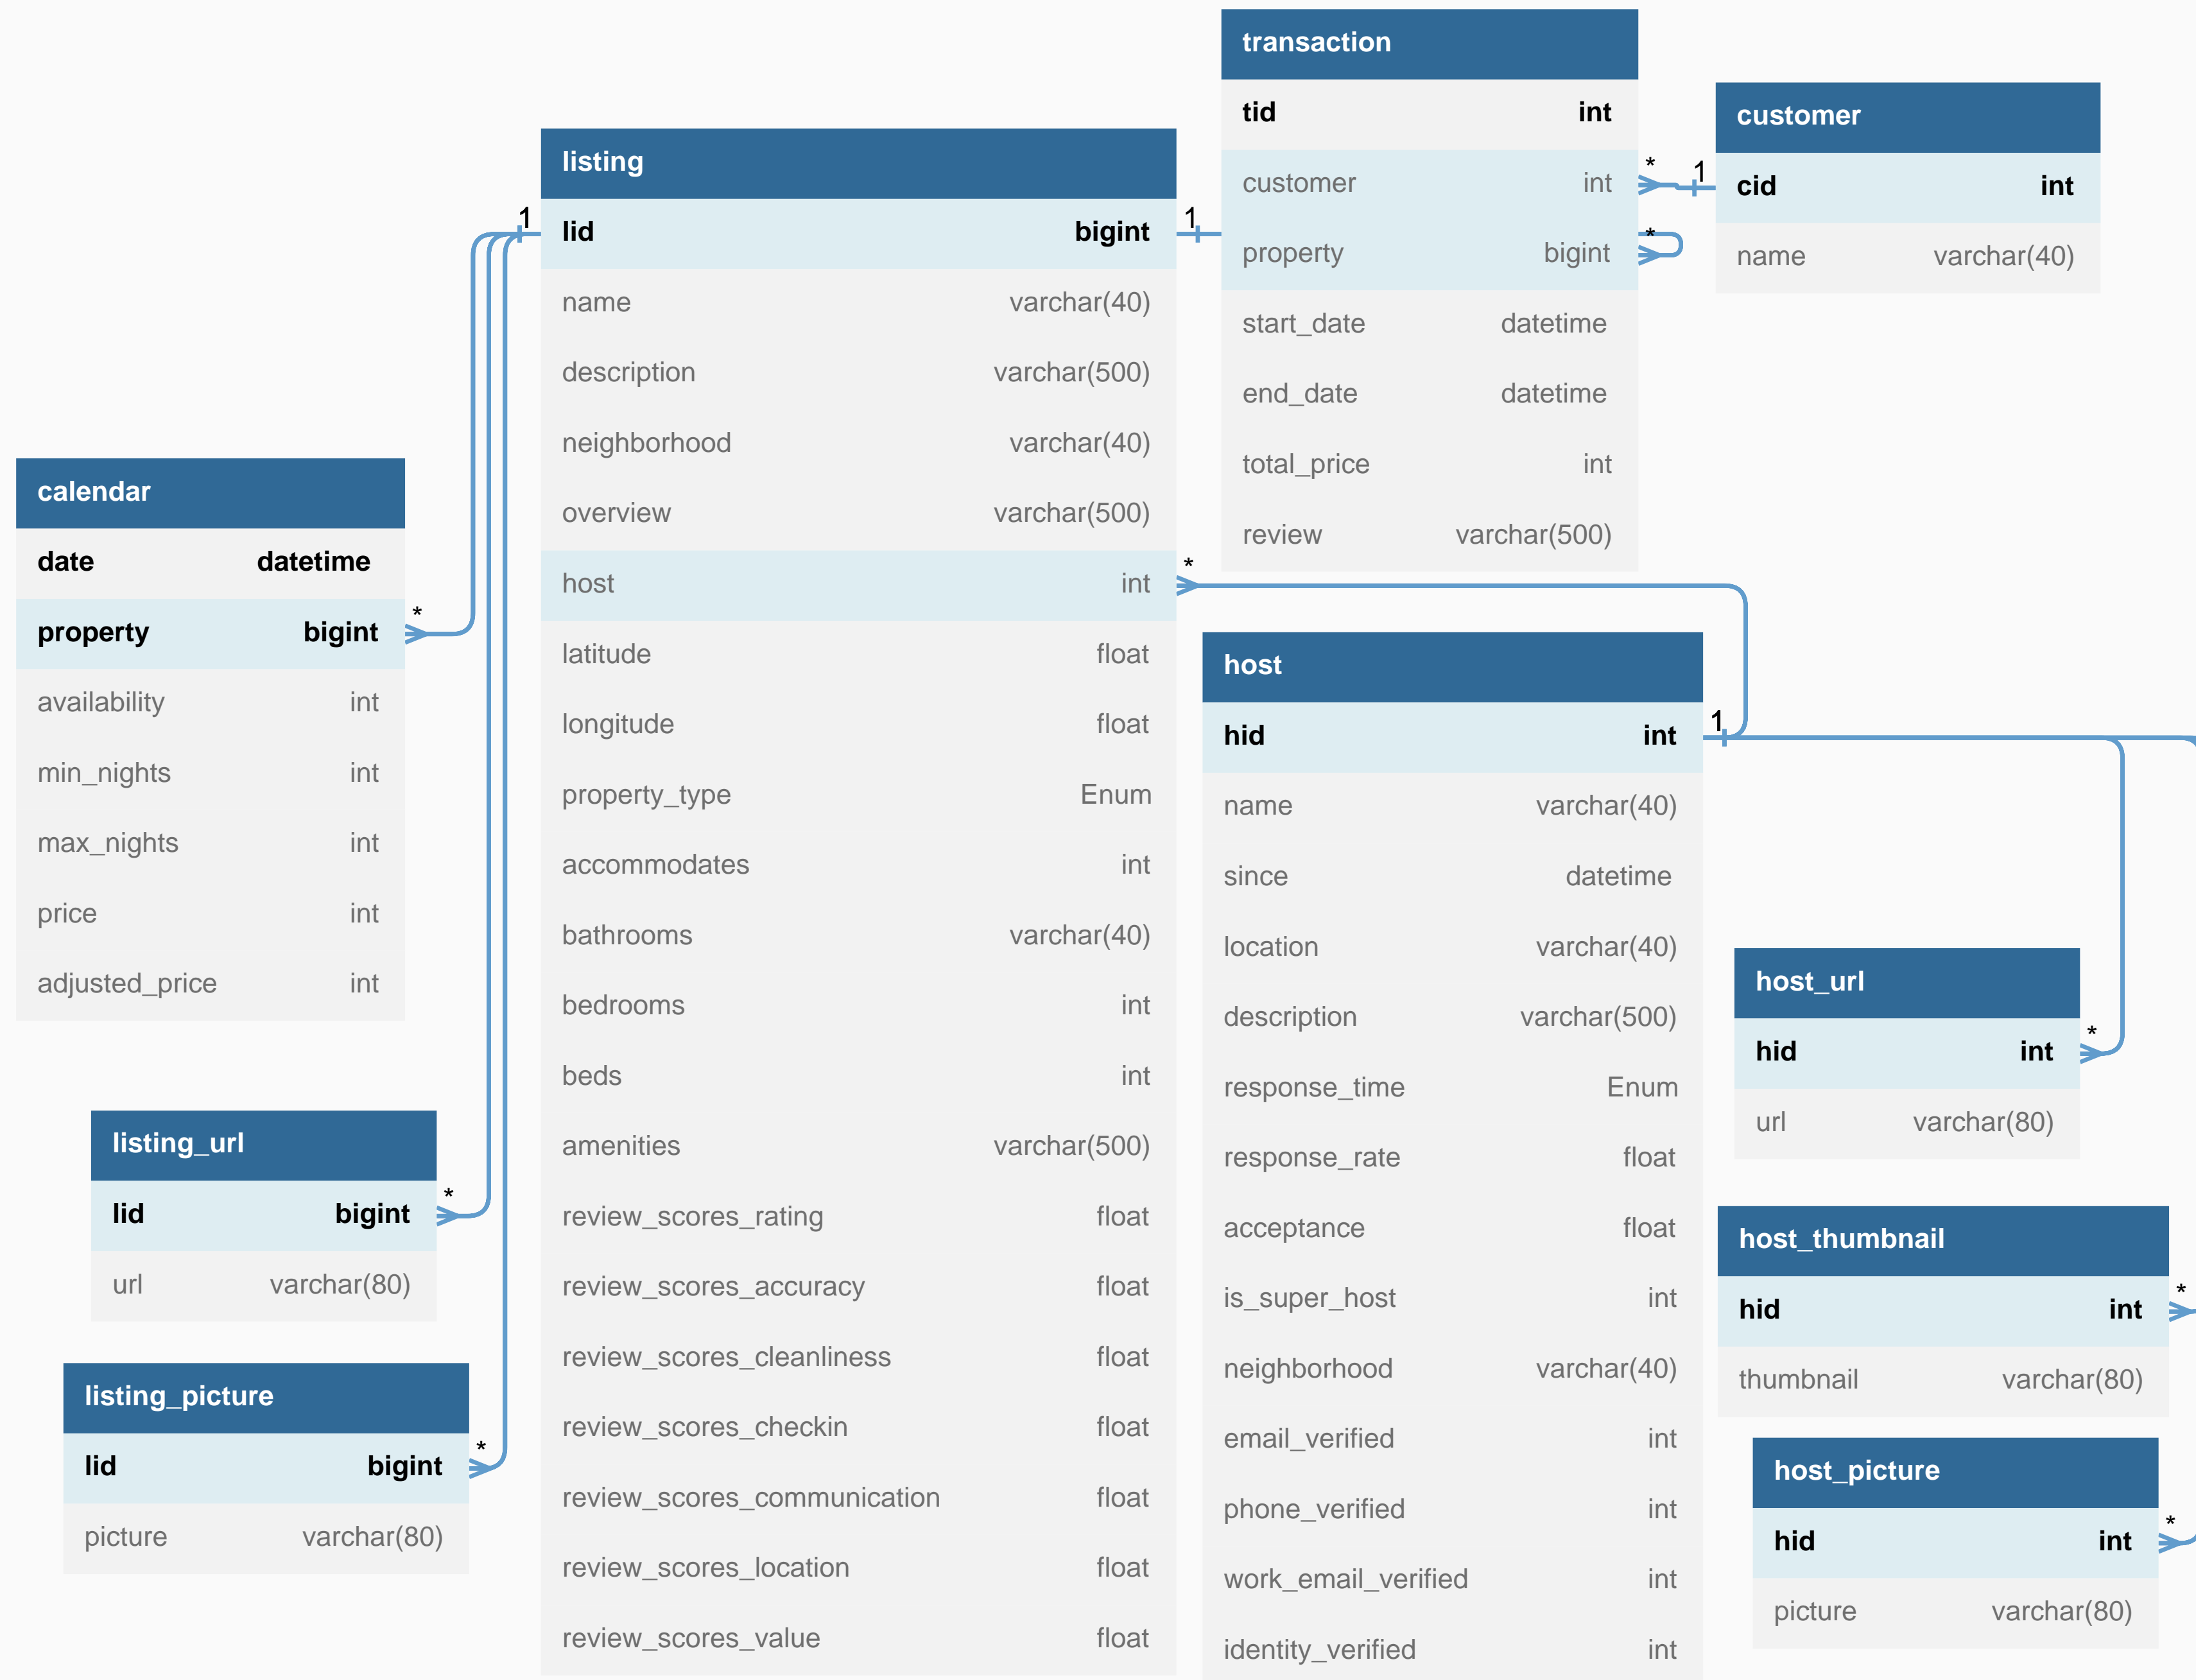 transaction
tid int
customer int
property bigint
start_date datetime
end_date datetime
total_price int
review varchar(500)
* 1
*
customer
cid int
name varchar(40)
listing
1 lid bigint 1
name varchar(40)
description varchar(500)
neighborhood varchar(40)
overview varchar(500)
host int *
latitude float
longitude float
property_type Enum
accommodates int
bathrooms varchar(40)
bedrooms int
beds int
amenities varchar(500)
review_scores_rating float
review_scores_accuracy float
review_scores_cleanliness float
review_scores_checkin float
review_scores_communication float
review_scores_location float
review_scores_value float
calendar
date datetime
property bigint *
availability int
min_nights int
max_nights int
price int
adjusted_price int
listing_url
lid bigint *
url varchar(80)
listing_picture
lid bigint *
picture varchar(80)
host
hid int 1
name varchar(40)
since datetime
location varchar(40)
description varchar(500)
response_time Enum
response_rate float
acceptance float
is_super_host int
neighborhood varchar(40)
email_verified int
phone_verified int
work_email_verified int
identity_verified int
host_url
hid int *
url varchar(80)
host_thumbnail
hid int *
thumbnail varchar(80)
host_picture
hid int *
picture varchar(80)